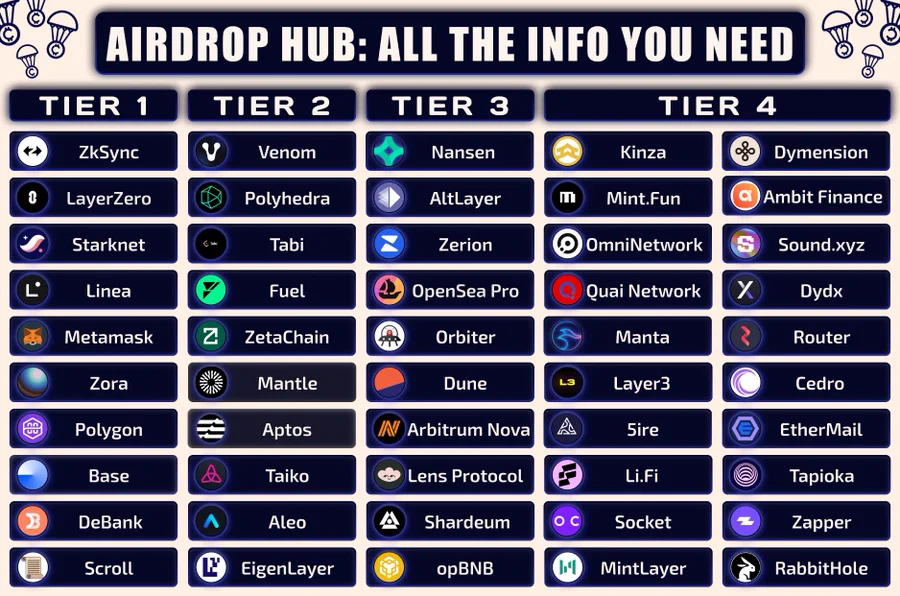 AIRDROP HUB: ALL THE INFO YOU NEED
TIER 1
ZkSync
LayerZero
Starknet
Linea
Metamask
Zora
Polygon
Base
DeBank
Scroll
TIER 2
Venom
Polyhedra
Tabi
Fuel
ZetaChain
Mantle
Aptos
Taiko
Aleo
EigenLayer
TIER 3
Nansen
AltLayer
Zerion
OpenSea Pro
Orbiter
Dune
Arbitrum Nova
Lens Protocol
Shardeum
opBNB
TIER 4
Kinza
Mint.Fun
OmniNetwork
Quai Network
Manta
L3 Layer3
5ire
Li.Fi
Socket
MintLayer
Dymension
Ambit Finance
Sound.xyz
Dydx
Router
Cedro
EtherMail
Tapioka
Zapper
RabbitHole